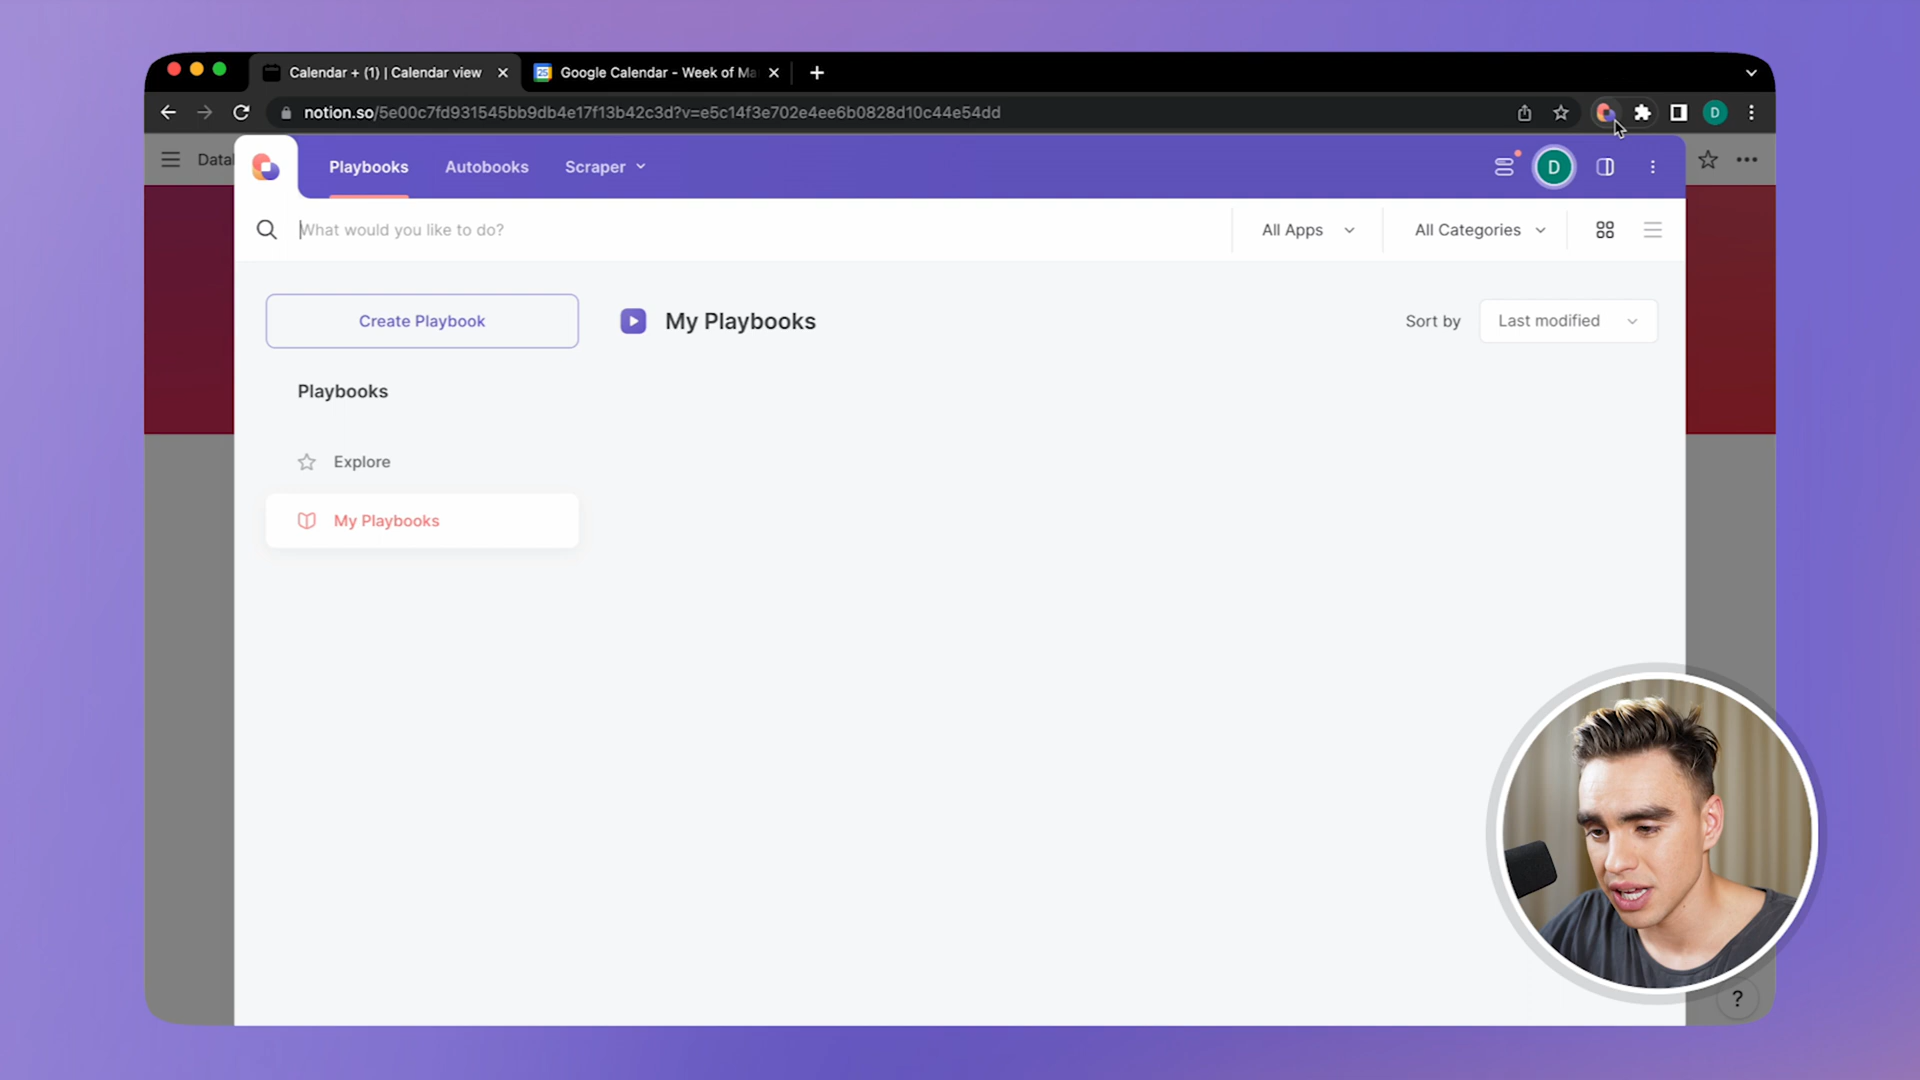 Calendar + (1) | Calendar view
Google Calendar - Week of Ma
notion.so/5e00c7fd931545bb9db4e17f13b42c3d?v=e5c14f3e702e4ee6b0828d10c44e54dd
D
Datal
Playbooks
Autobooks
Scraper
D
What would you like to do?
All Apps
All Categories
Create Playbook
My Playbooks
Sort by
Last modified
Playbooks
Explore
My Playbooks
?